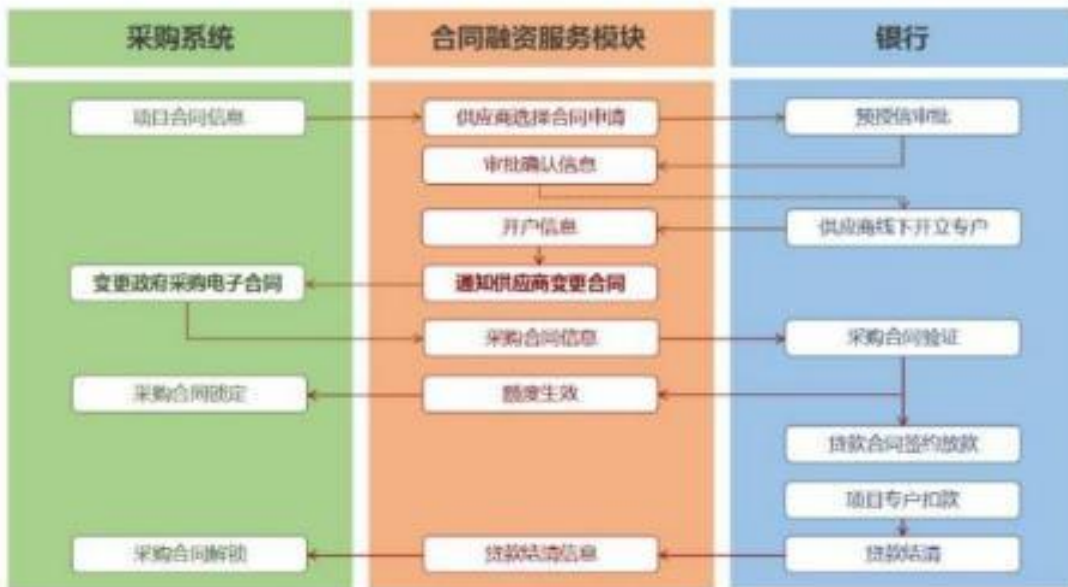 采购系统 合同融资服务模块 银行
项目合同信息 供应商选择合同申请 预授信审批
审批确认信息
开户信息 供应商线下开立专户
变更政府采购电子合同 通知供应商变更合同
采购合同信息 采购合同验证
采购合同锁定 额度生效
贷款合同签约放款
项目专户扣款
采购合同解锁 贷款结清信息 贷款结清